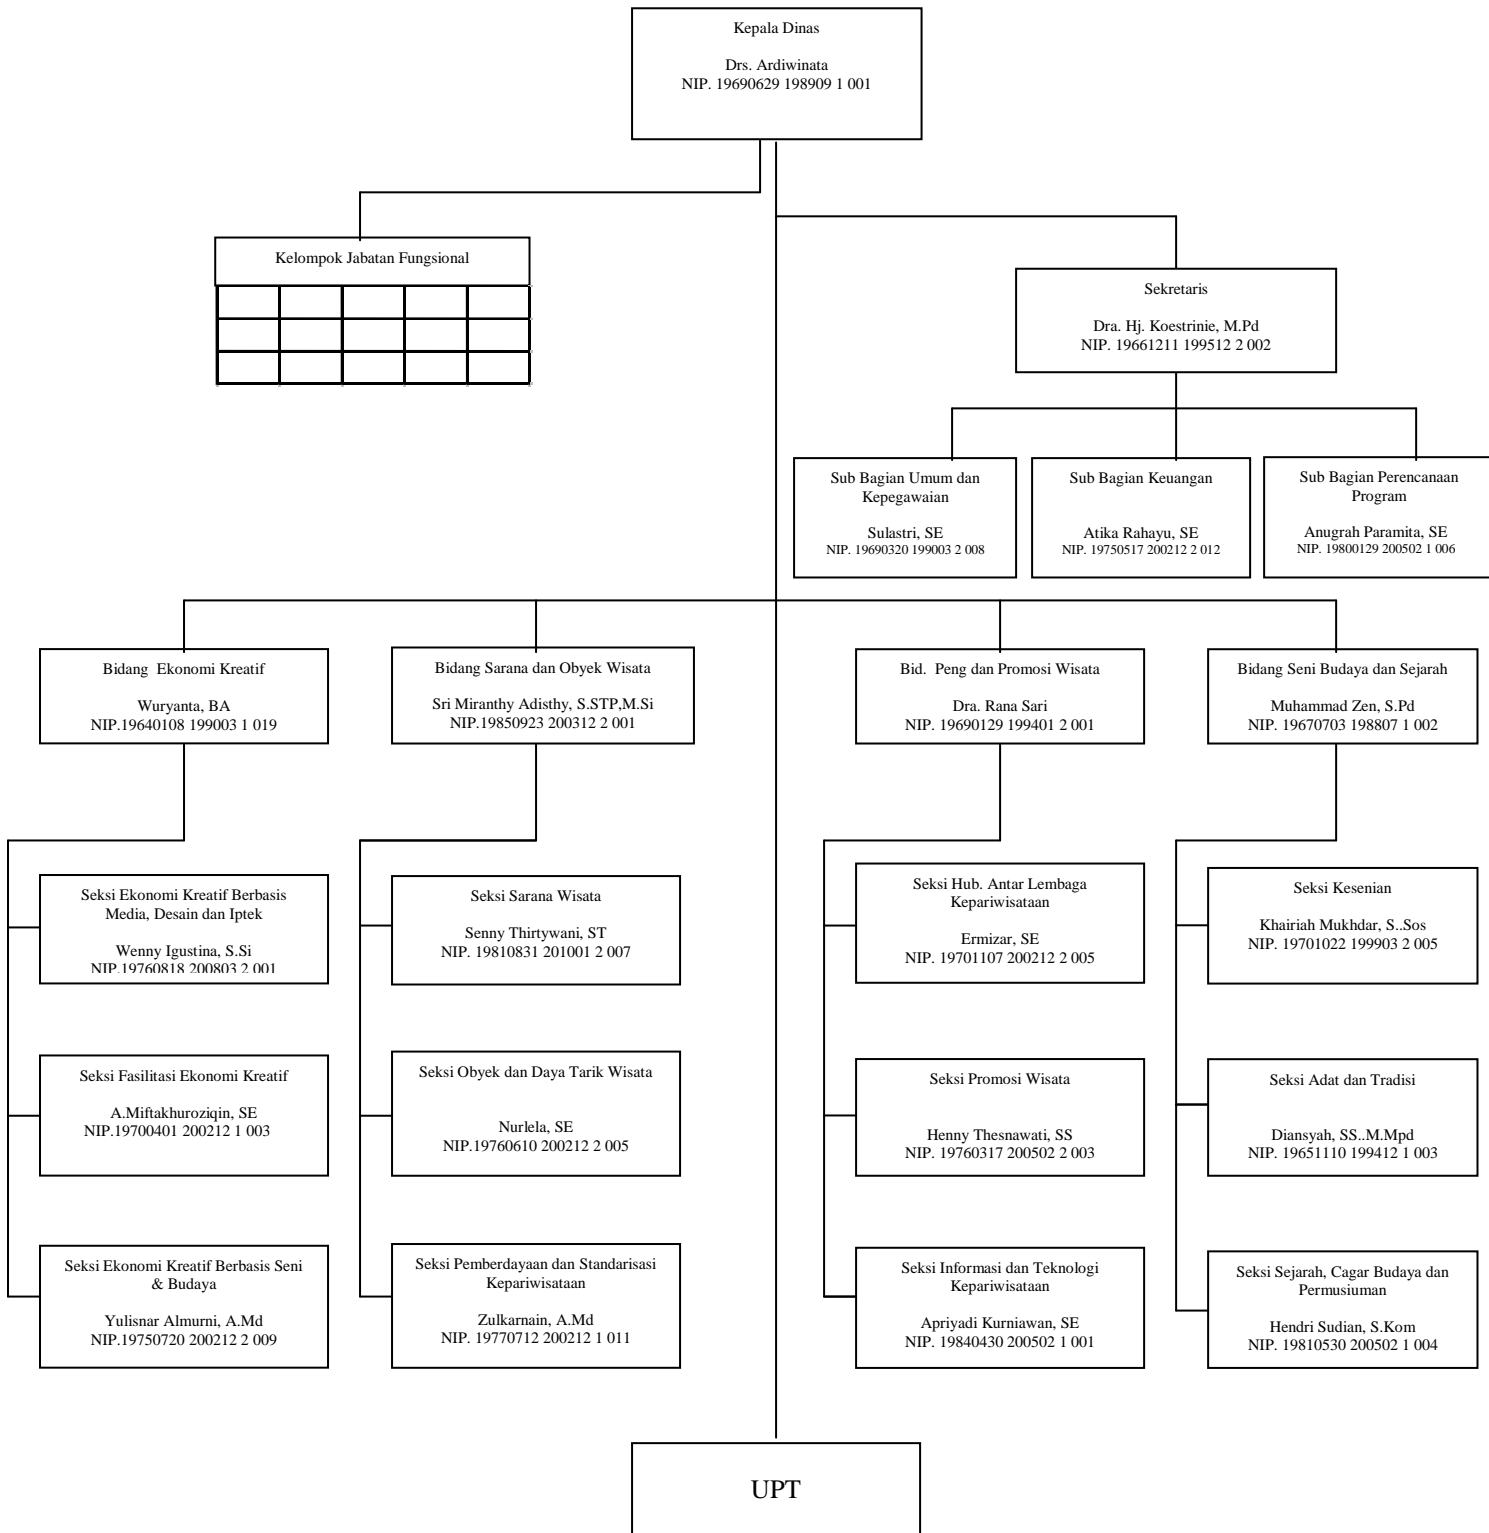 Kepala Dinas
Drs. Ardiwinata
NIP. 19690629 198909 1 001
Kelompok Jabatan Fungsional
Sekretaris
Dra. Hj. Koestrinie, M.Pd
NIP. 19661211 199512 2 002
Sub Bagian Umum dan
Kepegawaian
Sulastri, SE
NIP. 19690320 199003 2 008
Sub Bagian Keuangan
Atika Rahayu, SE
NIP. 19750517 200212 2 012
Sub Bagian Perencanaan
Program
Anugrah Paramita, SE
NIP. 19800129 200502 1 006
Bidang  Ekonomi Kreatif
Wuryanta, BA
NIP.19640108 199003 1 019
Bidang Sarana dan Obyek Wisata
Sri Miranthy Adisthy, S.STP,M.Si
NIP.19850923 200312 2 001
Bid.  Peng dan Promosi Wisata
Dra. Rana Sari
NIP. 19690129 199401 2 001
Bidang Seni Budaya dan Sejarah
Muhammad Zen, S.Pd
NIP. 19670703 198807 1 002
Seksi Ekonomi Kreatif Berbasis
Media, Desain dan Iptek
Wenny Igustina, S.Si
NIP.19760818 200803 2 001
Seksi Sarana Wisata
Senny Thirtywani, ST
NIP. 19810831 201001 2 007
Seksi Hub. Antar Lembaga
Kepariwisataan
Ermizar, SE
NIP. 19701107 200212 2 005
Seksi Kesenian
Khairiah Mukhdar, S..Sos
NIP. 19701022 199903 2 005
Seksi Fasilitasi Ekonomi Kreatif
A.Miftakhuroziqin, SE
NIP.19700401 200212 1 003
Seksi Obyek dan Daya Tarik Wisata
Nurlela, SE
NIP.19760610 200212 2 005
Seksi Promosi Wisata
Henny Thesnawati, SS
NIP. 19760317 200502 2 003
Seksi Adat dan Tradisi
Diansyah, SS..M.Mpd
NIP. 19651110 199412 1 003
Seksi Ekonomi Kreatif Berbasis Seni
& Budaya
Yulisnar Almurni, A.Md
NIP.19750720 200212 2 009
Seksi Pemberdayaan dan Standarisasi
Kepariwisataan
Zulkarnain, A.Md
NIP. 19770712 200212 1 011
Seksi Informasi dan Teknologi
Kepariwisataan
Apriyadi Kurniawan, SE
NIP. 19840430 200502 1 001
Seksi Sejarah, Cagar Budaya dan
Permusiuman
Hendri Sudian, S.Kom
NIP. 19810530 200502 1 004
UPT